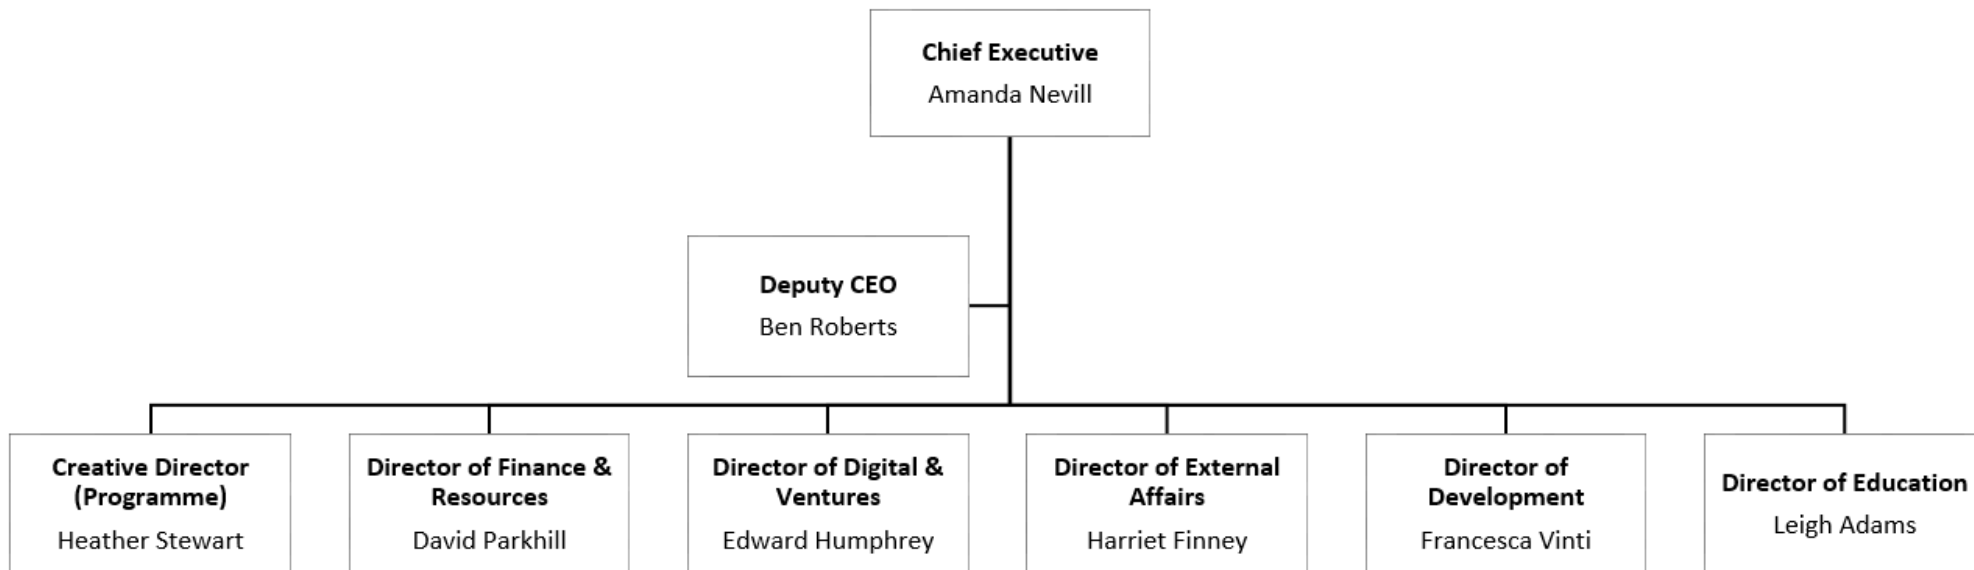 Chief Executive
Amanda Nevill
Deputy CEO
Ben Roberts
Creative Director
(Programme)
Heather Stewart
Director of Finance &
Resources
David Parkhill
Director of Digital &
Ventures
Edward Humphrey
Director of External
Affairs
Harriet Finney
Director of
Development
Francesca Vinti
Director of Education
Leigh Adams